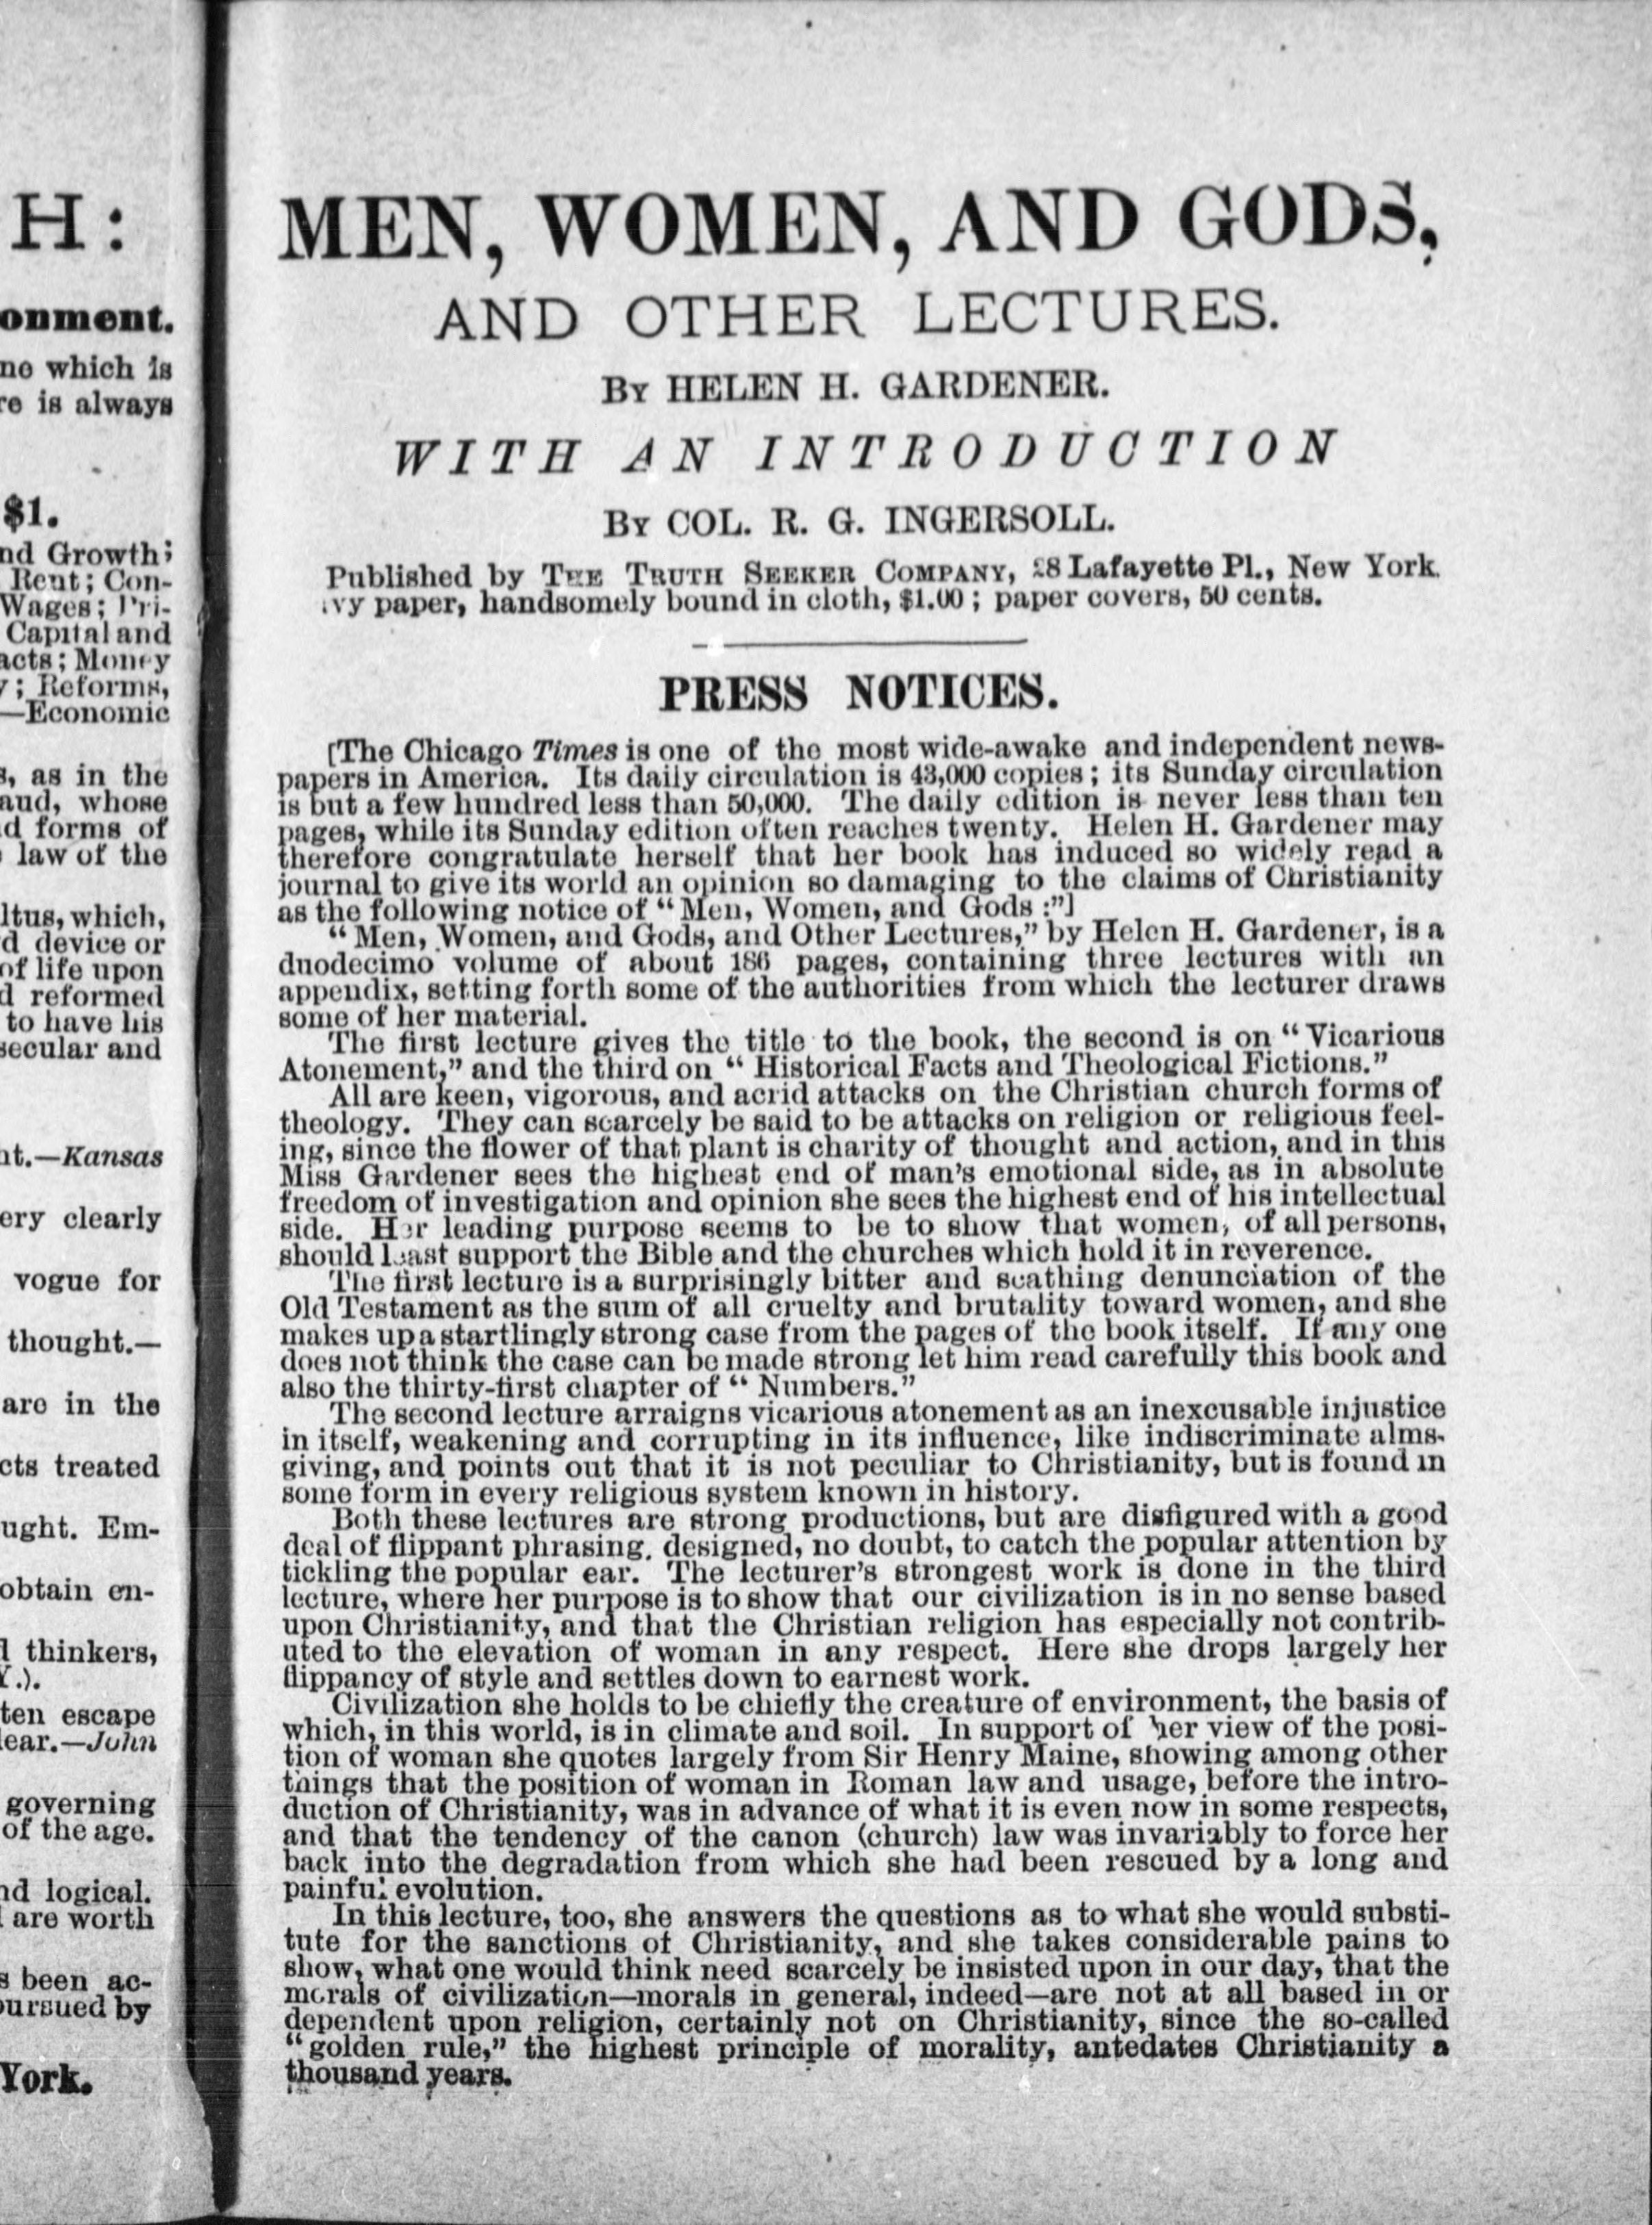 H:
onment.
ne which is
re is always
$1.
nd Growth;
Rent; Con-
Wages; Pri-
Capital and
acts; Money
; Reforms,
—Economic
s, as in the
aud, whose
d forms of
law of the
ltus, which,
d device or
of life upon
d reformed
to have his
secular and
nt.—Kansas
ery clearly
vogue for
thought.—
are in the
cts treated
ught. Em-
obtain en-
l thinkers,
Y.).
ten escape
lear.—John
governing
of the age.
nd logical.
are worth
s been ac-
oursued by
York.
MEN, WOMEN, AND GODS,
AND OTHER LECTURES.
By HELEN H. GARDENER.
WITH AN INTRODUCTION
By COL. R. G. INGERSOLL.
Published by The Truth Seeker Company, 28 Lafayette Pl., New York.
vy paper, handsomely bound in cloth, $1.00; paper covers, 50 cents.
PRESS NOTICES.
[The Chicago Times is one of the most wide-awake and independent news-
papers in America. Its daily circulation is 43,000 copies; its Sunday circulation
is but a few hundred less than 50,000. The daily edition is never less than ten
pages, while its Sunday edition often reaches twenty. Helen H. Gardener may
therefore congratulate herself that her book has induced so widely read a
journal to give its world an opinion so damaging to the claims of Christianity
as the following notice of "Men, Women, and Gods:"]
"Men, Women, and Gods, and Other Lectures," by Helen H. Gardener, is a
duodecimo volume of about 186 pages, containing three lectures with an
appendix, setting forth some of the authorities from which the lecturer draws
some of her material.
The first lecture gives the title to the book, the second is on "Vicarious
Atonement," and the third on "Historical Facts and Theological Fictions."
All are keen, vigorous, and acrid attacks on the Christian church forms of
theology. They can scarcely be said to be attacks on religion or religious feel-
ing, since the flower of that plant is charity of thought and action, and in this
Miss Gardener sees the highest end of man's emotional side, as in absolute
freedom of investigation and opinion she sees the highest end of his intellectual
side. Her leading purpose seems to be to show that women, of all persons,
should least support the Bible and the churches which hold it in reverence.
The first lecture is a surprisingly bitter and scathing denunciation of the
Old Testament as the sum of all cruelty and brutality toward women, and she
makes up a startlingly strong case from the pages of the book itself. If any one
does not think the case can be made strong let him read carefully this book and
also the thirty-first chapter of "Numbers."
The second lecture arraigns vicarious atonement as an inexcusable injustice
in itself, weakening and corrupting in its influence, like indiscriminate alms-
giving, and points out that it is not peculiar to Christianity, but is found in
some form in every religious system known in history.
Both these lectures are strong productions, but are disfigured with a good
deal of flippant phrasing, designed, no doubt, to catch the popular attention by
tickling the popular ear. The lecturer's strongest work is done in the third
lecture, where her purpose is to show that our civilization is in no sense based
upon Christianity, and that the Christian religion has especially not contrib-
uted to the elevation of woman in any respect. Here she drops largely her
flippancy of style and settles down to earnest work.
Civilization she holds to be chiefly the creature of environment, the basis of
which, in this world, is in climate and soil. In support of her view of the posi-
tion of woman she quotes largely from Sir Henry Maine, showing among other
things that the position of woman in Roman law and usage, before the intro-
duction of Christianity, was in advance of what it is even now in some respects,
and that the tendency of the canon (church) law was invariably to force her
back into the degradation from which she had been rescued by a long and
painful evolution.
In this lecture, too, she answers the questions as to what she would substi-
tute for the sanctions of Christianity, and she takes considerable pains to
show, what one would think need scarcely be insisted upon in our day, that the
morals of civilization—morals in general, indeed—are not at all based in or
dependent upon religion, certainly not on Christianity, since the so-called
"golden rule," the highest principle of morality, antedates Christianity a
thousand years.